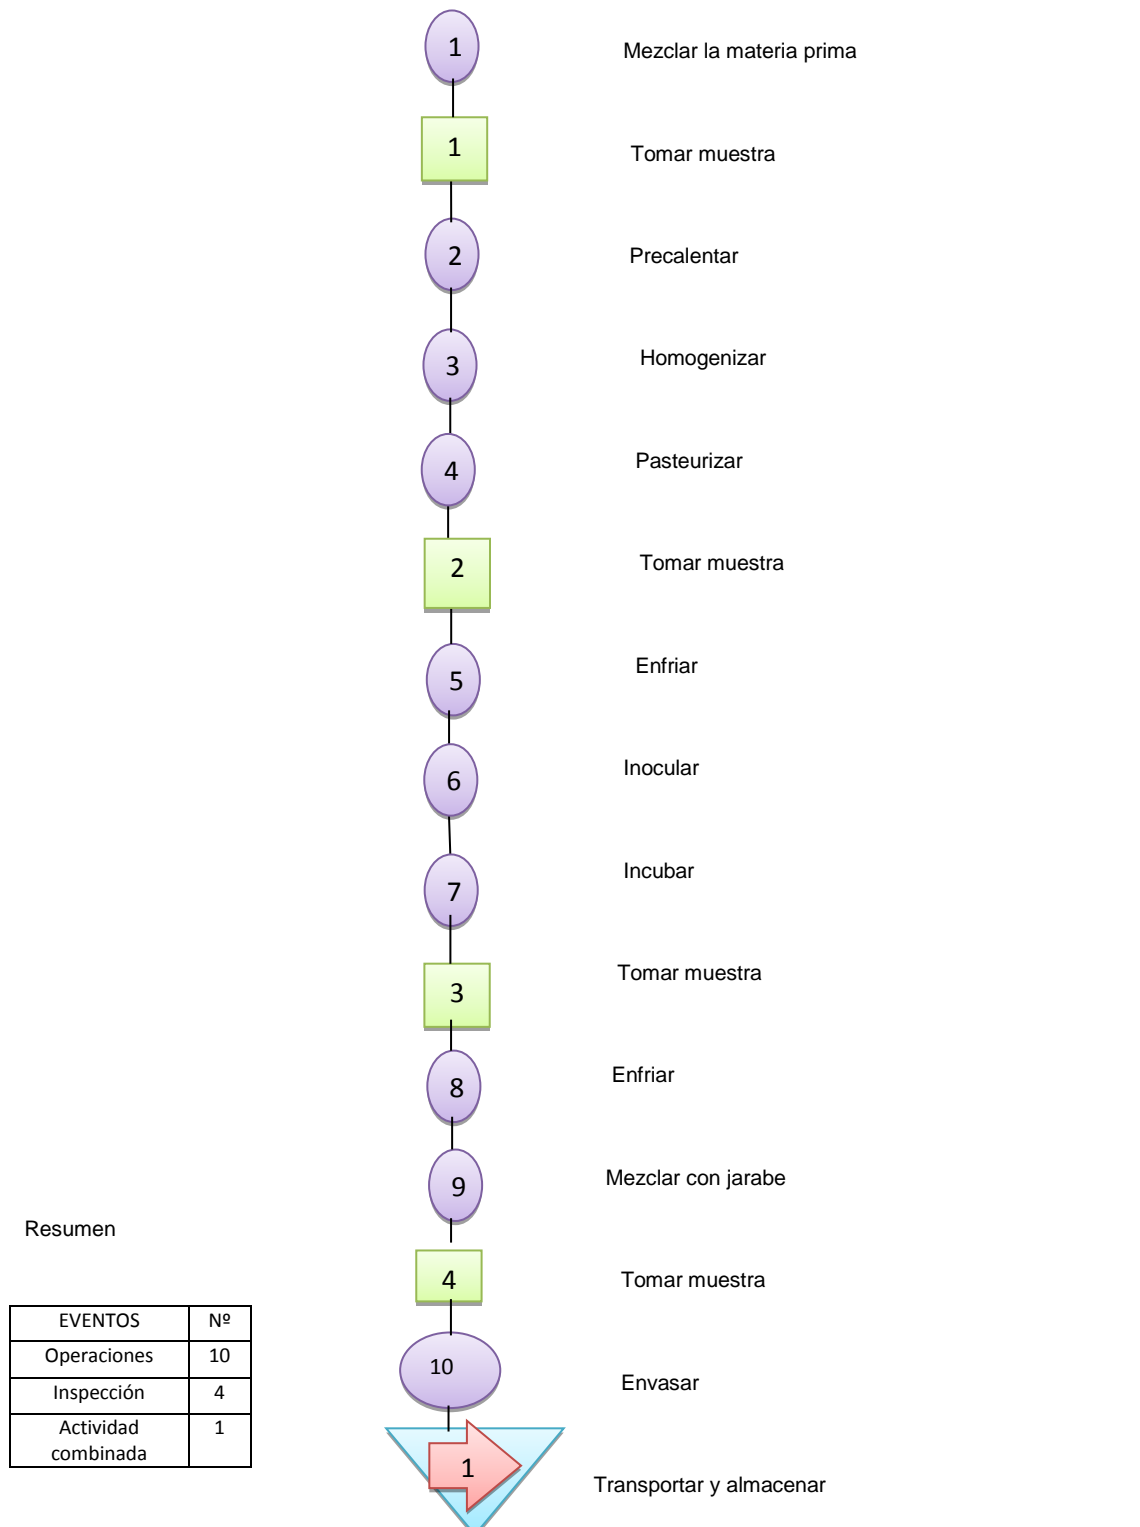 1 Mezclar la materia prima
1 Tomar muestra
2 Precalentar
3 Homogenizar
4 Pasteurizar
2 Tomar muestra
5 Enfriar
6 Inocular
7 Incubar
3 Tomar muestra
8 Enfriar
9 Mezclar con jarabe
4 Tomar muestra
10 Envasar
1 Transportar y almacenar
Resumen
EVENTOS Nº
Operaciones 10
Inspección 4
Actividad 1
combinada